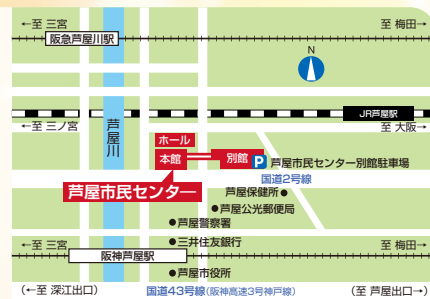 ←至 三宮
至 梅田→
阪急芦屋川駅
N
JR芦屋駅
←至 三ノ宮
至 大阪→
芦屋川
ホール
本館
別館
P 芦屋市民センター別館駐車場
国道2号線
芦屋市民センター
芦屋保健所●
●芦屋公光郵便局
●芦屋警察署
←至 三宮
●三井住友銀行
至 梅田→
阪神芦屋駅
●芦屋市役所
(←至 深江出口)
国道43号線(阪神高速3号神戸線)
(至 芦屋出口→)